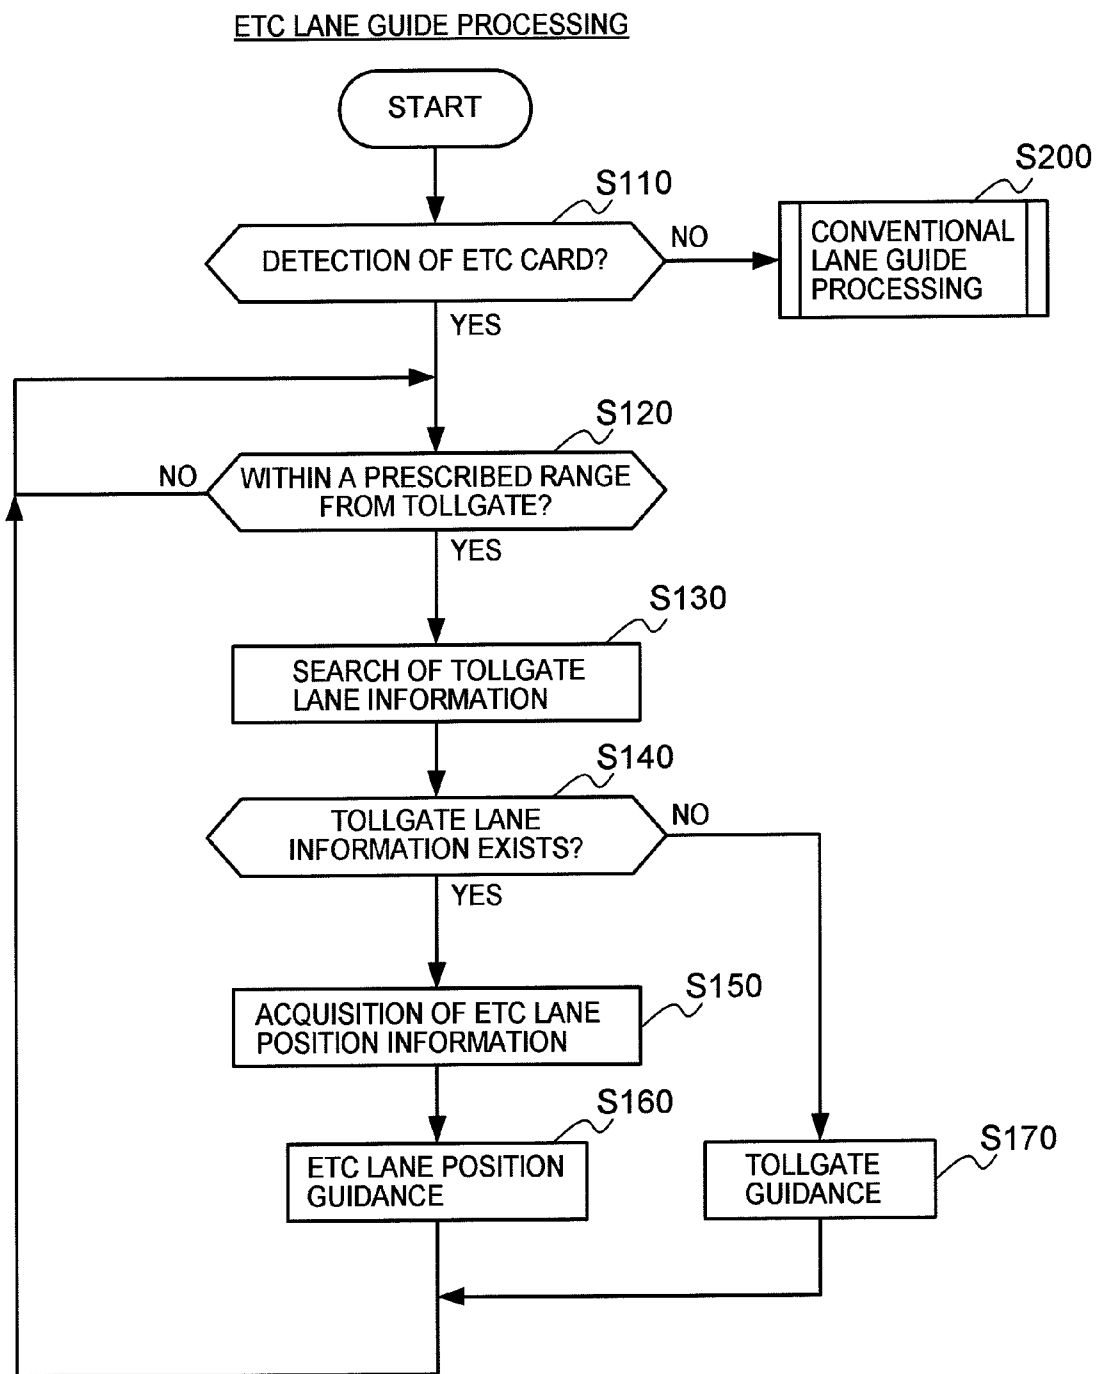 ETC LANE GUIDE PROCESSING
START
S110
S200
DETECTION OF ETC CARD?
NO
CONVENTIONAL
LANE GUIDE
PROCESSING
YES
S120
NO
WITHIN A PRESCRIBED RANGE
FROM TOLLGATE?
YES
S130
SEARCH OF TOLLGATE
LANE INFORMATION
S140
TOLLGATE LANE
INFORMATION EXISTS?
NO
YES
S150
ACQUISITION OF ETC LANE
POSITION INFORMATION
S160
ETC LANE POSITION
GUIDANCE
S170
TOLLGATE
GUIDANCE